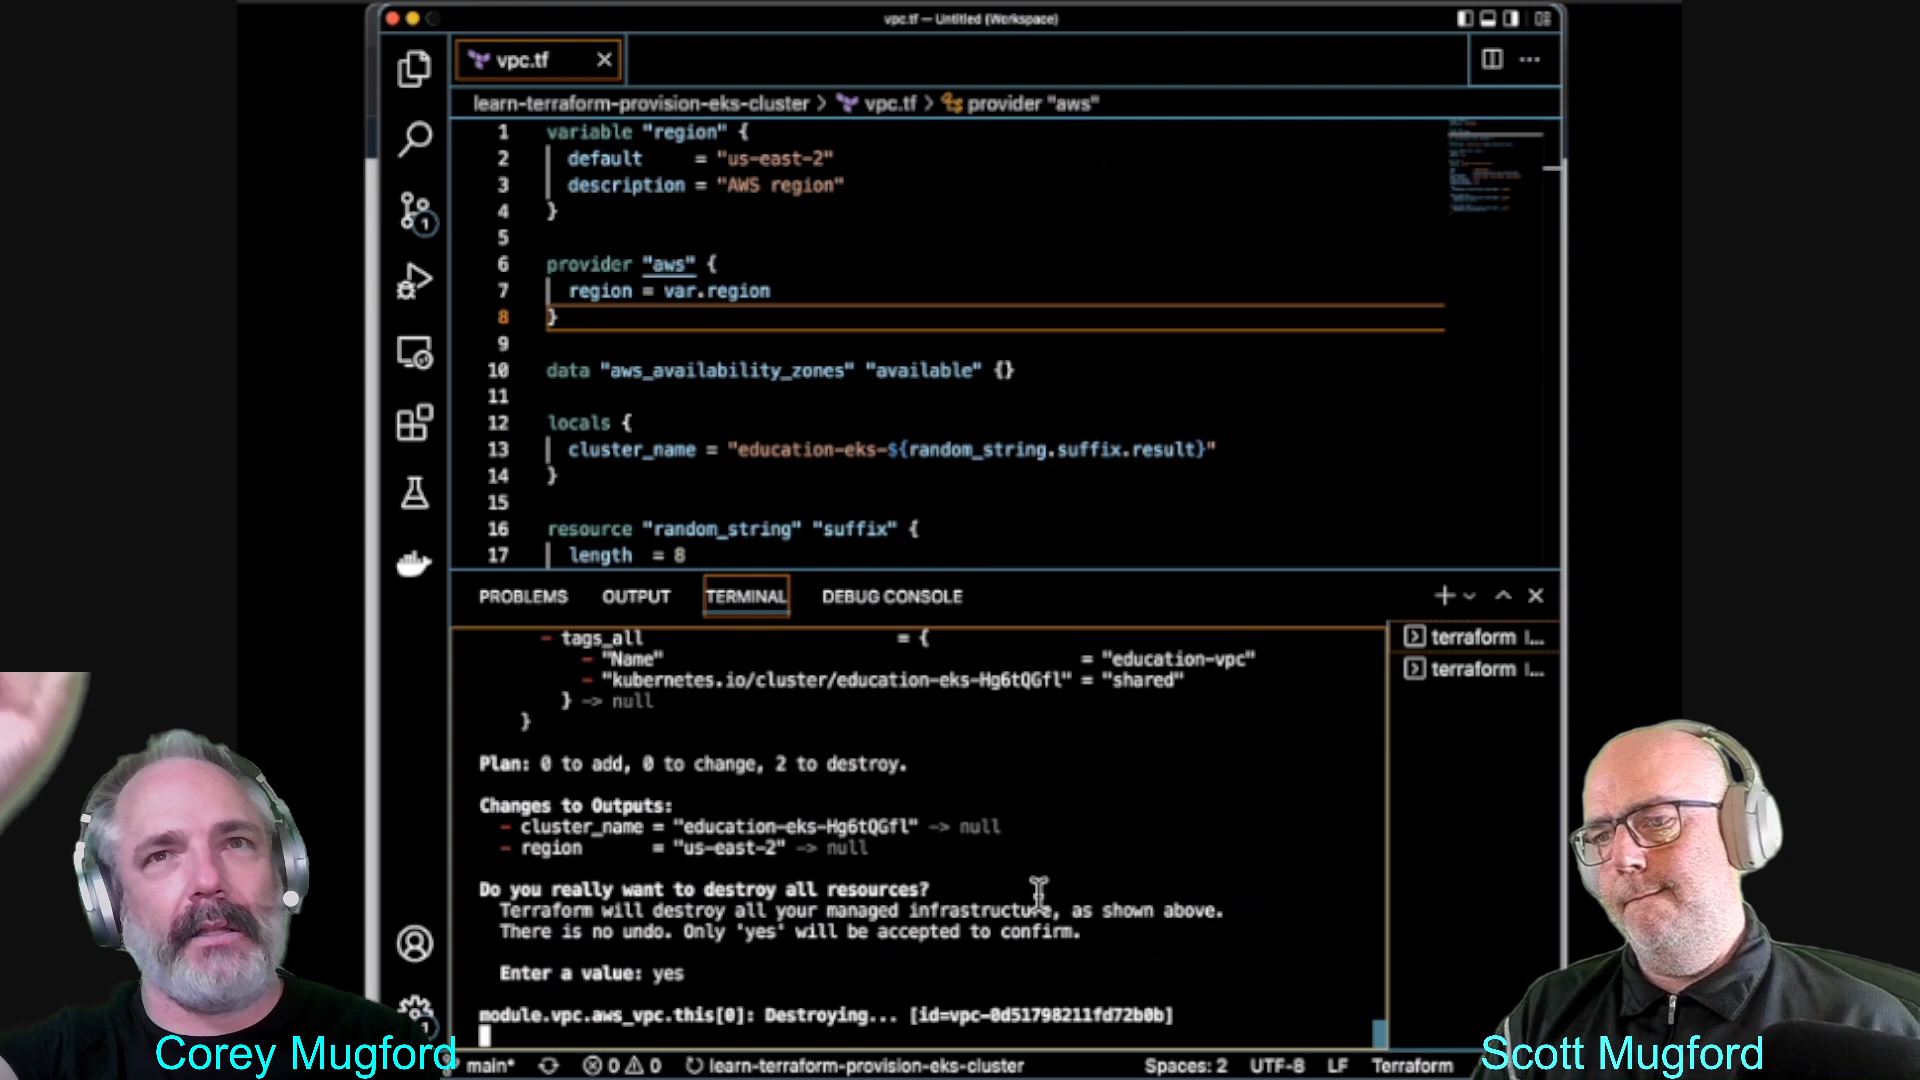 vpc.tf — Untitled (Workspace)
vpc.tf
learn-terraform-provision-eks-cluster > vpc.tf > provider "aws"
1 variable "region" {
2 default = "us-east-2"
3 description = "AWS region"
4 }
5
6 provider "aws" {
7 region = var.region
8 }
9
10 data "aws_availability_zones" "available" {}
11
12 locals {
13 cluster_name = "education-eks-${random_string.suffix.result}"
14 }
15
16 resource "random_string" "suffix" {
17 length = 8
PROBLEMS OUTPUT TERMINAL DEBUG CONSOLE
- tags_all = {
- "Name" = "education-vpc"
- "kubernetes.io/cluster/education-eks-Hg6tQGfl" = "shared"
} -> null
}
Plan: 0 to add, 0 to change, 2 to destroy.
Changes to Outputs:
- cluster_name = "education-eks-Hg6tQGfl" -> null
- region = "us-east-2" -> null
Do you really want to destroy all resources?
Terraform will destroy all your managed infrastructure, as shown above.
There is no undo. Only 'yes' will be accepted to confirm.
Enter a value: yes
module.vpc.aws_vpc.this[0]: Destroying... [id=vpc-0d51798211fd72b0b]
terraform l...
terraform l...
1
1
main* 0 0 learn-terraform-provision-eks-cluster Spaces: 2 UTF-8 LF Terraform
Corey Mugford
Scott Mugford